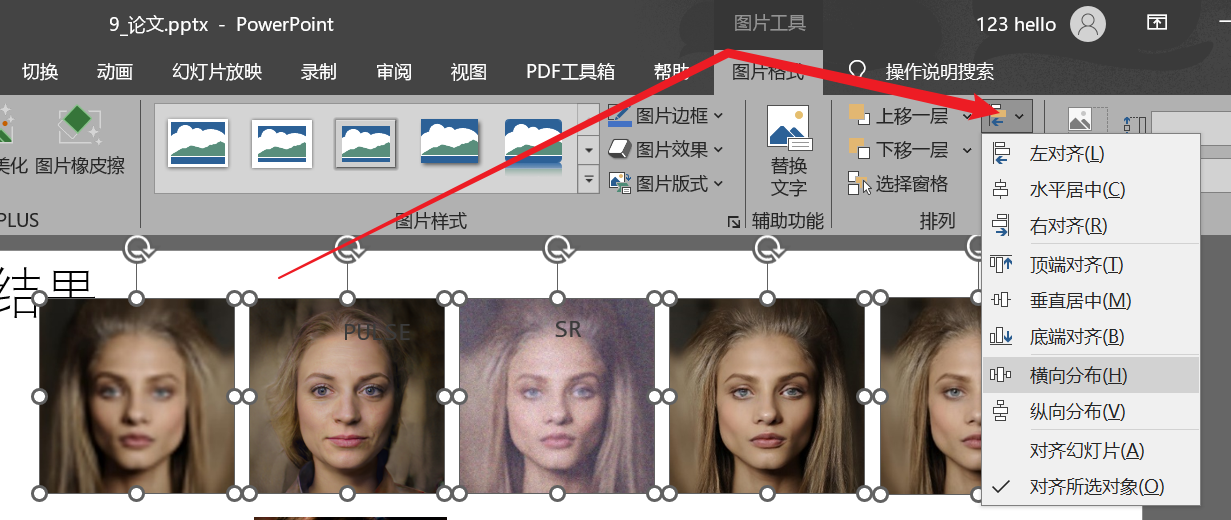 9_论文.pptx - PowerPoint
图片工具
123 hello
切换 动画 幻灯片放映 录制 审阅 视图 PDF工具箱 帮助 图片格式 操作说明搜索
美化 图片橡皮擦
PLUS
图片边框
图片效果
图片版式
图片样式
替换
文字
辅助功能
上移一层
下移一层
选择窗格
排列
左对齐(L)
水平居中(C)
右对齐(R)
顶端对齐(T)
垂直居中(M)
底端对齐(B)
横向分布(H)
纵向分布(V)
对齐幻灯片(A)
对齐所选对象(O)
结果
PULSE
SR